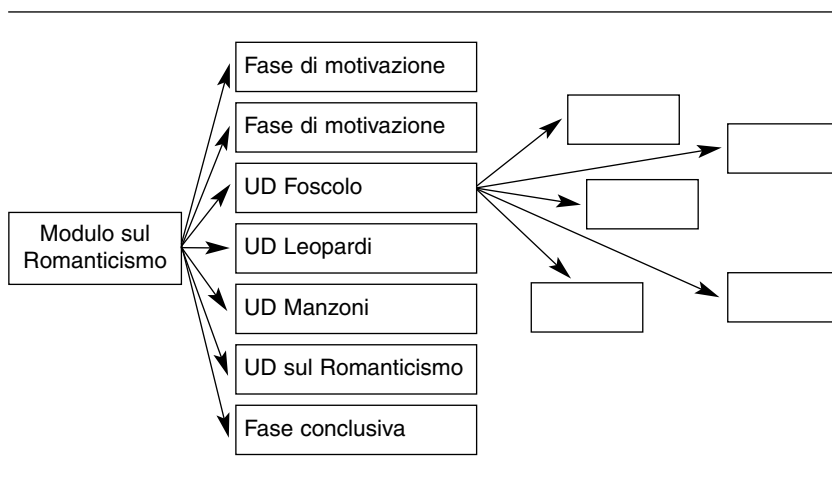 Fase di motivazione
Fase di motivazione
UD Foscolo
Modulo sul
Romanticismo
UD Leopardi
UD Manzoni
UD sul Romanticismo
Fase conclusiva